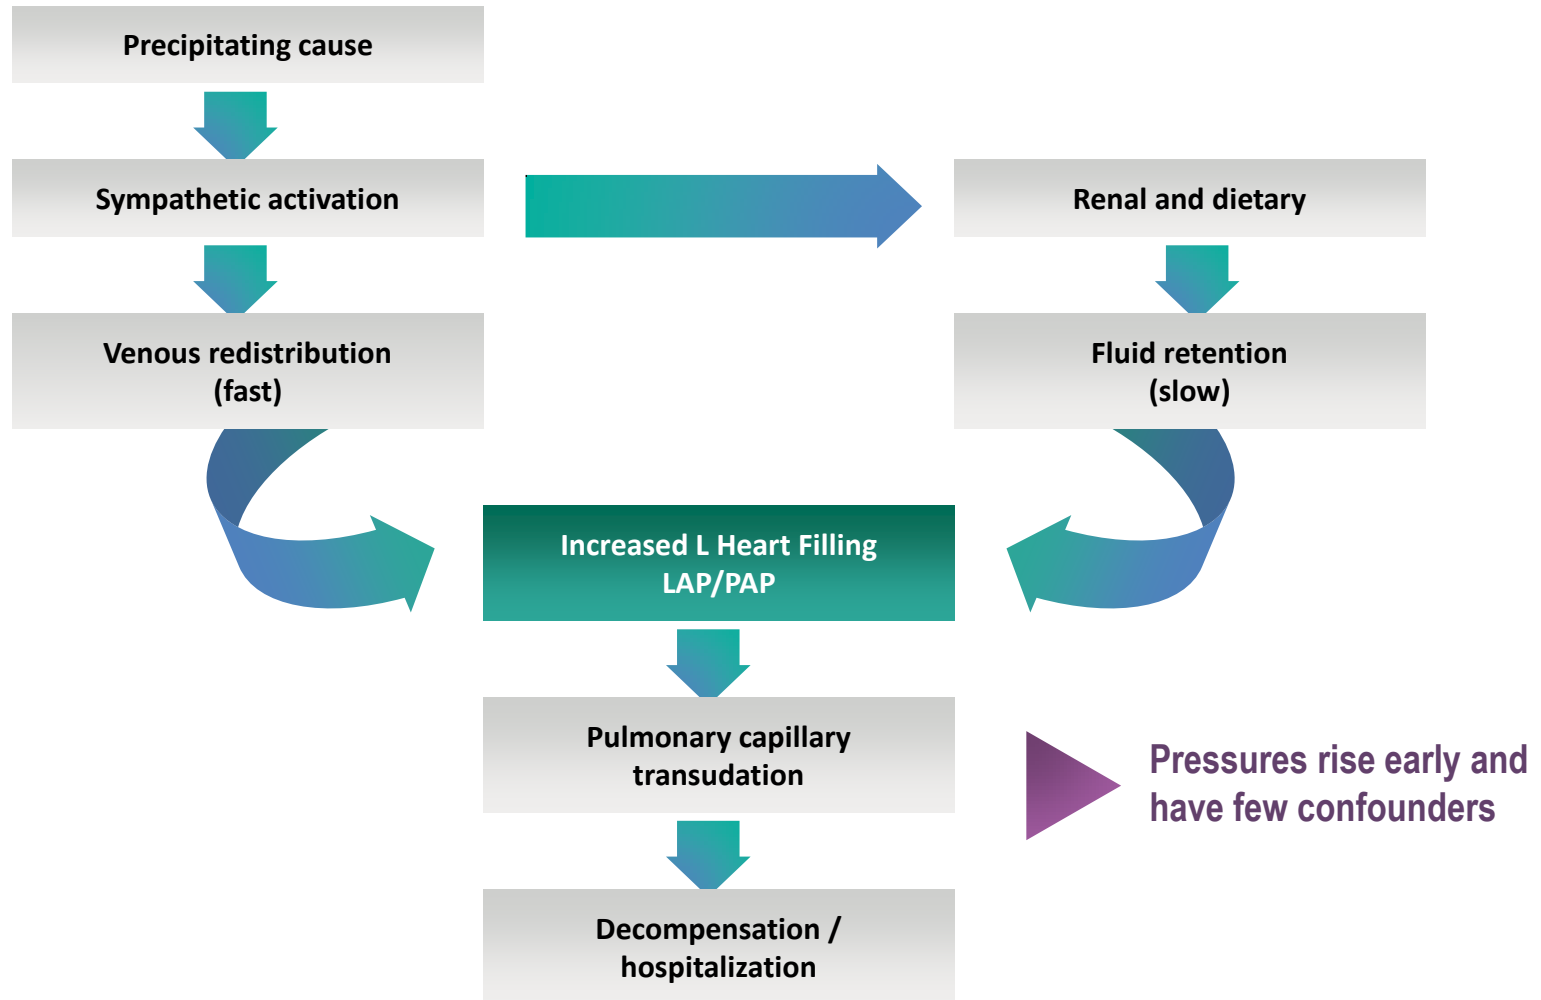 Precipitating cause
Sympathetic activation
Renal and dietary
Venous redistribution
(fast)
Fluid retention
(slow)
Increased L Heart Filling
LAP/PAP
Pulmonary capillary
transudation
Pressures rise early and
have few confounders
Decompensation /
hospitalization